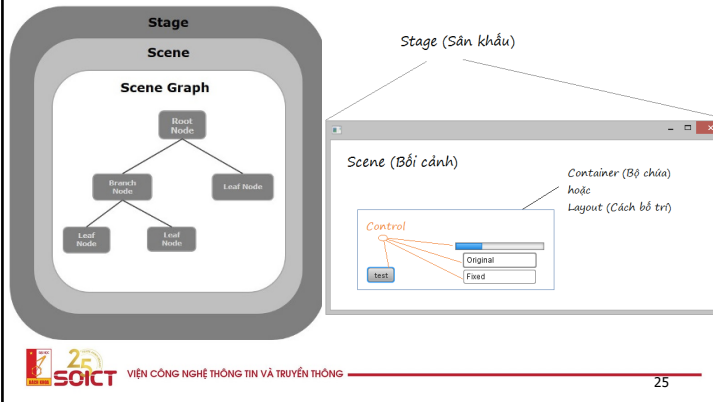 Stage
Scene
Scene Graph
Root
Node
Branch
Node
Leaf Node
Leaf
Node
Leaf
Node
Stage (Sân khấu)
Scene (Bối cảnh)
Container (Bộ chứa)
hoặc
Layout (Cách bố trí)
Control
Original
test
Fixed
25
SOICT
VIỆN CÔNG NGHỆ THÔNG TIN VÀ TRUYỀN THÔNG
25